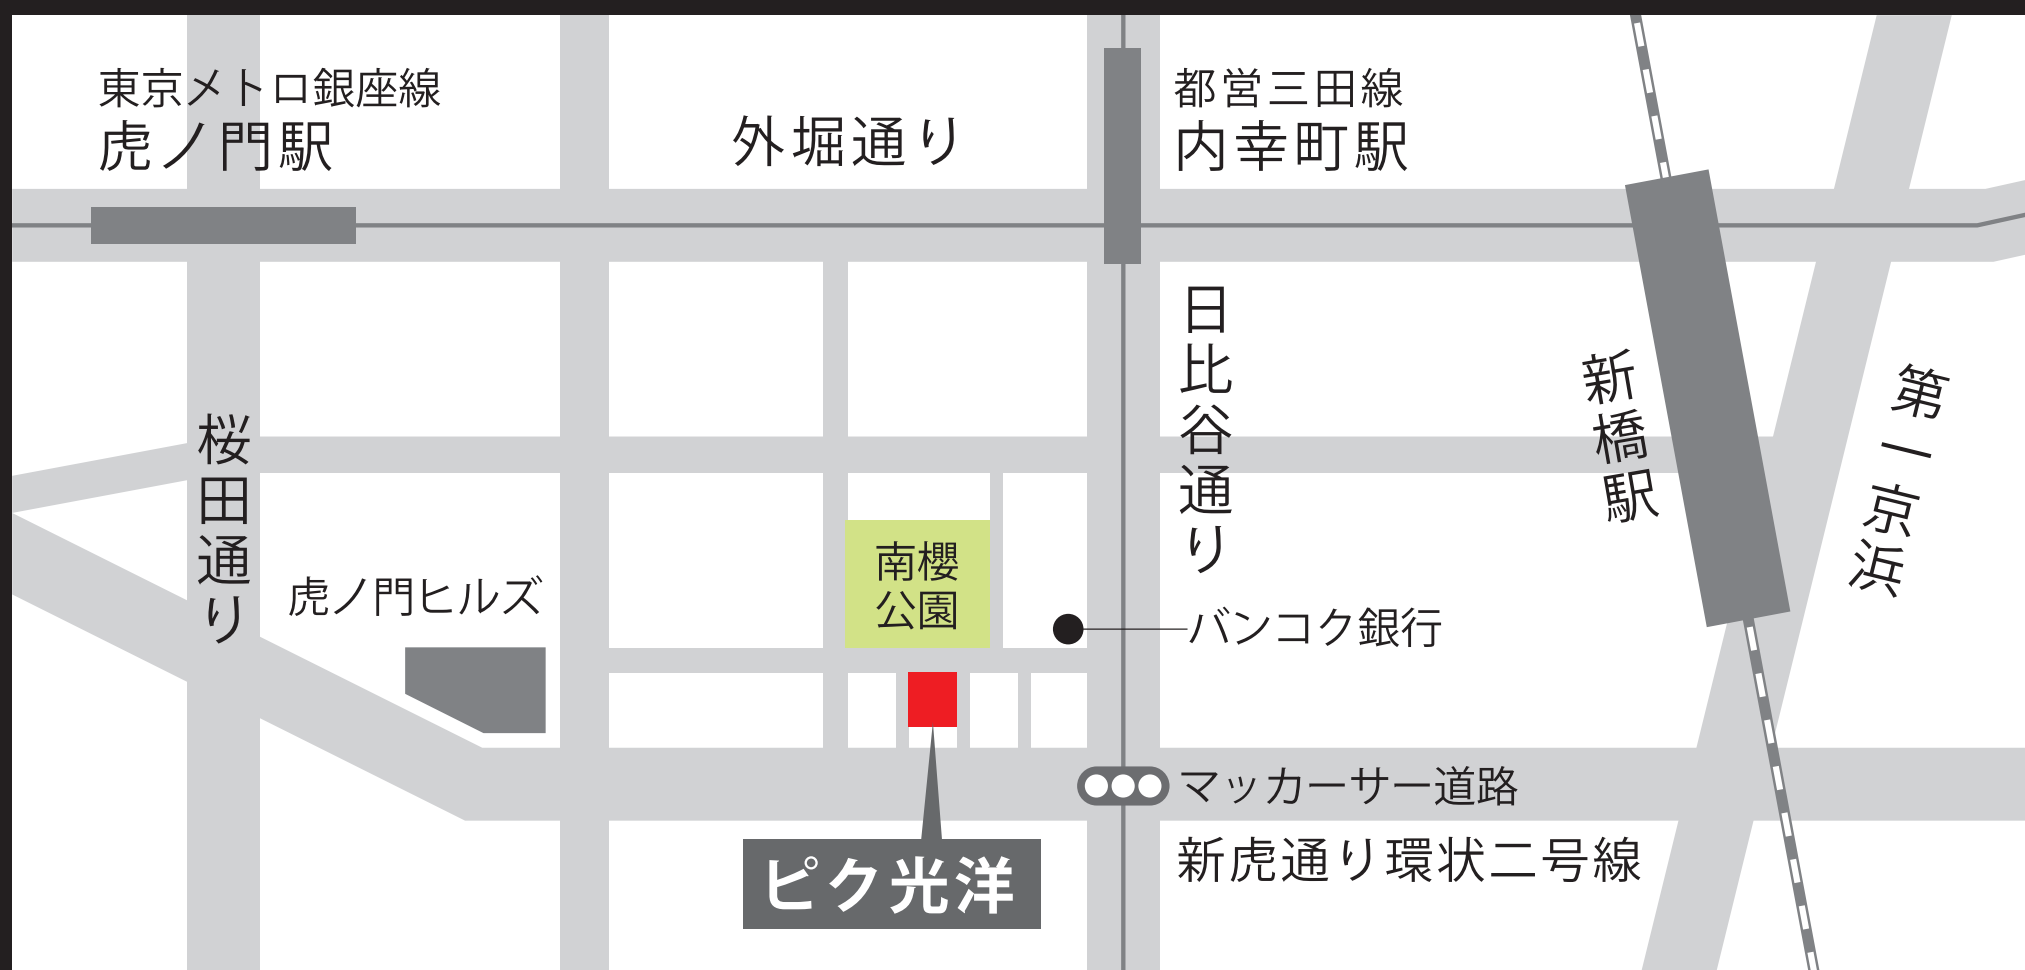 東京メトロ銀座線
虎ノ門駅
外堀通り
都営三田線
内幸町駅
日比谷通り
新橋駅
第一京浜
桜田通り
虎ノ門ヒルズ
南櫻
公園
バンコク銀行
マッカーサー道路
新虎通り環状二号線
ピク光洋